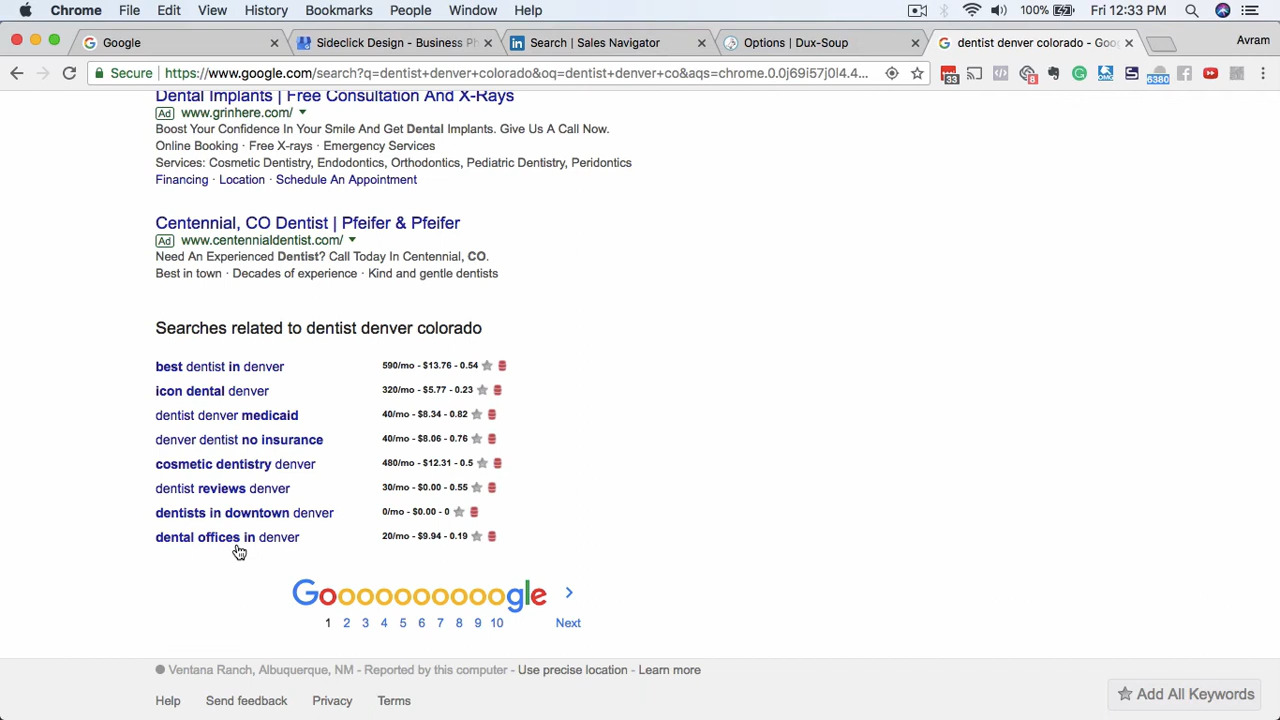 Chrome File Edit View History Bookmarks People Window Help 100% Fri 12:33 PM
Google Sideclick Design - Business Ph Search | Sales Navigator Options | Dux-Soup dentist denver colorado - Goo Avram
Secure https://www.google.com/search?q=dentist+denver+colorado&oq=dentist+denver+co&aqs=chrome.0.0j69i57j0l4.4... 83 8 6380
Dental Implants | Free Consultation And X-Rays
Ad www.grinhere.com/
Boost Your Confidence In Your Smile And Get Dental Implants. Give Us A Call Now.
Online Booking · Free X-rays · Emergency Services
Services: Cosmetic Dentistry, Endodontics, Orthodontics, Pediatric Dentistry, Peridontics
Financing · Location · Schedule An Appointment
Centennial, CO Dentist | Pfeifer & Pfeifer
Ad www.centennialdentist.com/
Need An Experienced Dentist? Call Today In Centennial, CO.
Best in town · Decades of experience · Kind and gentle dentists
Searches related to dentist denver colorado
best dentist in denver 590/mo - $13.76 - 0.54
icon dental denver 320/mo - $5.77 - 0.23
dentist denver medicaid 40/mo - $8.34 - 0.82
denver dentist no insurance 40/mo - $8.06 - 0.76
cosmetic dentistry denver 480/mo - $12.31 - 0.5
dentist reviews denver 30/mo - $0.00 - 0.55
dentists in downtown denver 0/mo - $0.00 - 0
dental offices in denver 20/mo - $9.94 - 0.19
Goooooooooogle
1 2 3 4 5 6 7 8 9 10 Next
Ventana Ranch, Albuquerque, NM - Reported by this computer - Use precise location - Learn more
Help Send feedback Privacy Terms Add All Keywords